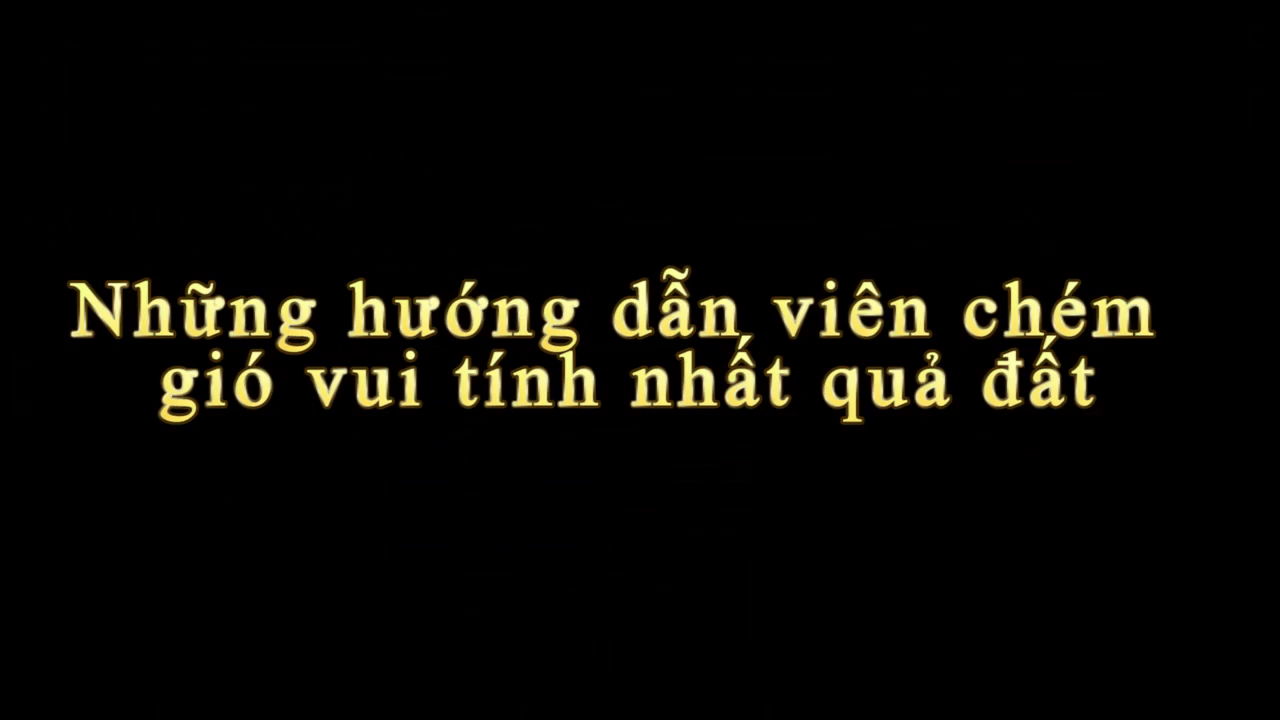 Những hướng dẫn viên chém
gió vui tính nhất quả đất